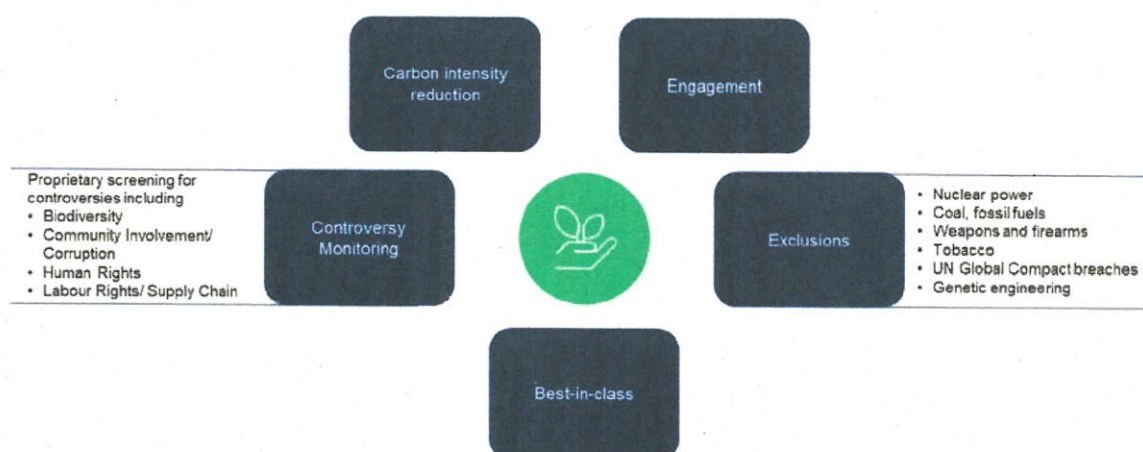 Carbon intensity
reduction
Engagement
Proprietary screening for
controversies including
• Biodiversity
• Community Involvement/
Corruption
• Human Rights
• Labour Rights/ Supply Chain
Controversy
Monitoring
Exclusions
• Nuclear power
• Coal, fossil fuels
• Weapons and firearms
• Tobacco
• UN Global Compact breaches
• Genetic engineering
Best-in-class